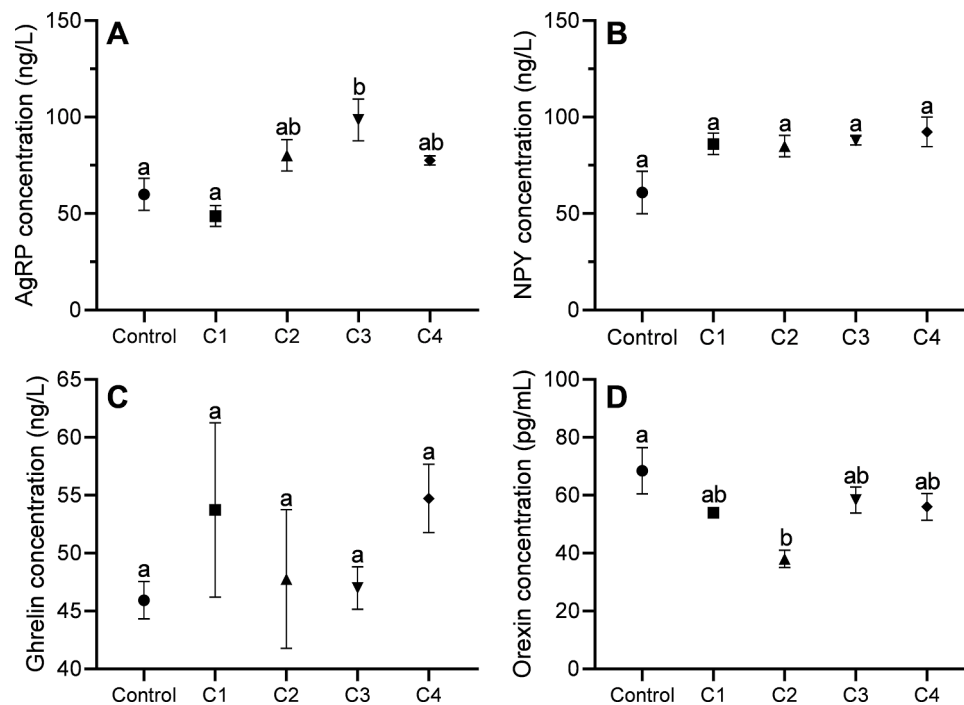 A
AgRP concentration (ng/L)
150
100
50
0
a
a
ab
b
ab
Control C1 C2 C3 C4
B
NPY concentration (ng/L)
150
100
50
0
a
a
a
a
a
Control C1 C2 C3 C4
C
Ghrelin concentration (ng/L)
65
60
55
50
45
40
a
a
a
a
a
Control C1 C2 C3 C4
D
Orexin concentration (pg/mL)
100
80
60
40
20
0
a
ab
b
ab
ab
Control C1 C2 C3 C4